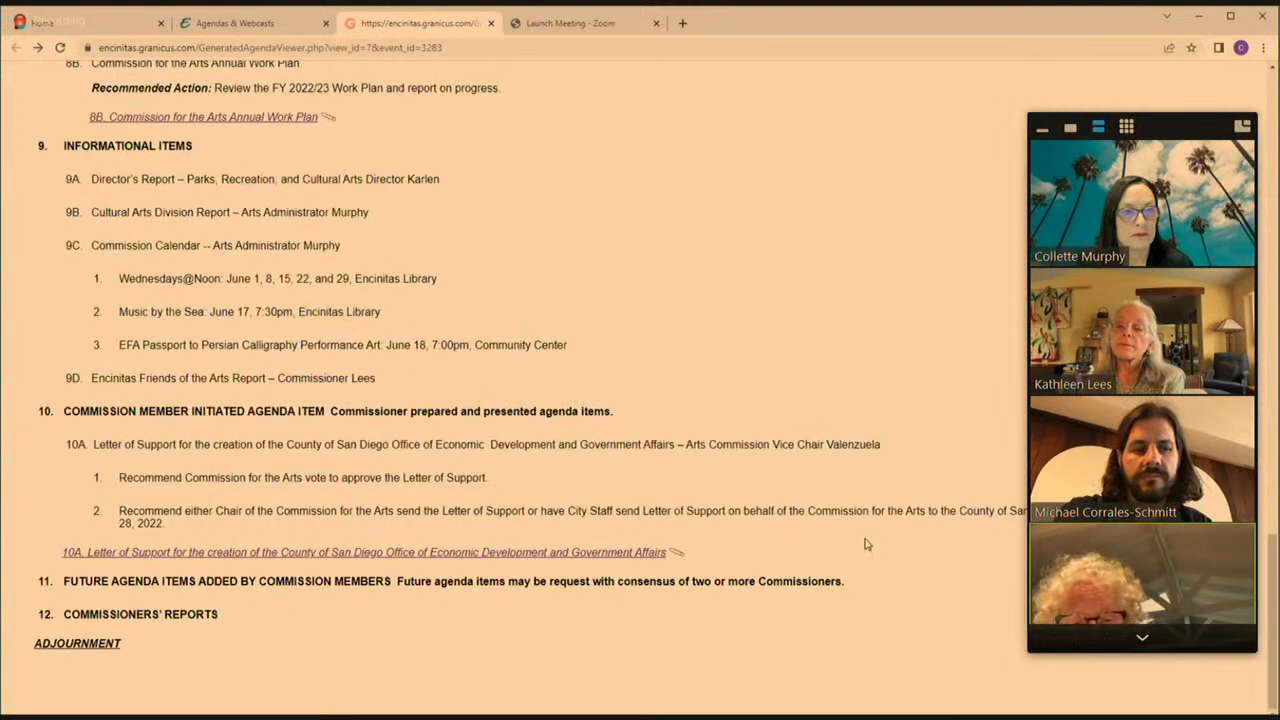 Recording
Agendas & Webcasts
https://encinitas.granicus.com/G
Launch Meeting - Zoom
encinitas.granicus.com/GeneratedAgendaViewer.php?view_id=7&event_id=3283
8B. Commission for the Arts Annual Work Plan
Recommended Action: Review the FY 2022/23 Work Plan and report on progress.
8B. Commission for the Arts Annual Work Plan
9. INFORMATIONAL ITEMS
9A. Director's Report – Parks, Recreation, and Cultural Arts Director Karlen
9B. Cultural Arts Division Report – Arts Administrator Murphy
9C. Commission Calendar -- Arts Administrator Murphy
1. Wednesdays@Noon: June 1, 8, 15, 22, and 29, Encinitas Library
2. Music by the Sea: June 17, 7:30pm, Encinitas Library
3. EFA Passport to Persian Calligraphy Performance Art: June 18, 7:00pm, Community Center
9D. Encinitas Friends of the Arts Report – Commissioner Lees
10. COMMISSION MEMBER INITIATED AGENDA ITEM Commissioner prepared and presented agenda items.
10A. Letter of Support for the creation of the County of San Diego Office of Economic Development and Government Affairs – Arts Commission Vice Chair Valenzuela
1. Recommend Commission for the Arts vote to approve the Letter of Support.
2. Recommend either Chair of the Commission for the Arts send the Letter of Support or have City Staff send Letter of Support on behalf of the Commission for the Arts to the County of San
28, 2022.
10A. Letter of Support for the creation of the County of San Diego Office of Economic Development and Government Affairs
11. FUTURE AGENDA ITEMS ADDED BY COMMISSION MEMBERS Future agenda items may be request with consensus of two or more Commissioners.
12. COMMISSIONERS' REPORTS
ADJOURNMENT
Collette Murphy
Kathleen Lees
Michael Corrales-Schmitt